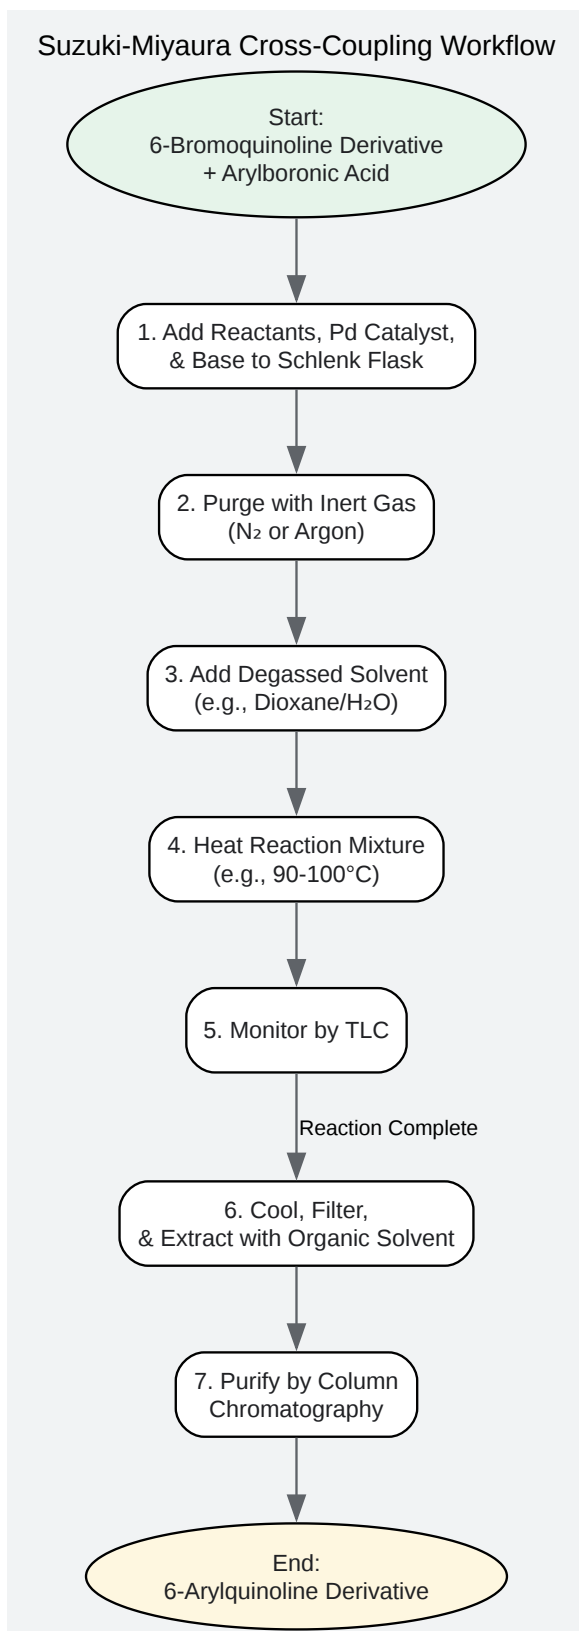 Suzuki-Miyaura Cross-Coupling Workflow
Start:
6-Bromoquinoline Derivative
+ Arylboronic Acid
1. Add Reactants, Pd Catalyst,
& Base to Schlenk Flask
2. Purge with Inert Gas
(N₂ or Argon)
3. Add Degassed Solvent
(e.g., Dioxane/H₂O)
4. Heat Reaction Mixture
(e.g., 90-100°C)
5. Monitor by TLC
Reaction Complete
6. Cool, Filter,
& Extract with Organic Solvent
7. Purify by Column
Chromatography
End:
6-Arylquinoline Derivative